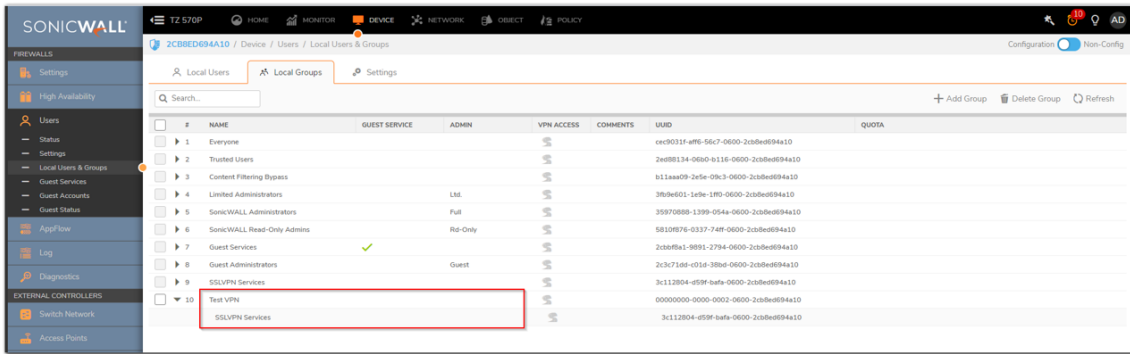 SONICWALL
TZ 570P
HOME
MONITOR
DEVICE
NETWORK
OBJECT
POLICY
10
AD
2CB8ED694A10 / Device / Users / Local Users & Groups
Configuration
Non-Config
FIREWALLS
Settings
High Availability
Users
Status
Settings
Local Users & Groups
Guest Services
Guest Accounts
Guest Status
AppFlow
Log
Diagnostics
EXTERNAL CONTROLLERS
Switch Network
Access Points
Local Users
Local Groups
Settings
Search...
Add Group
Delete Group
Refresh
# NAME GUEST SERVICE ADMIN VPN ACCESS COMMENTS UUID QUOTA
1 Everyone cec9031f-aff6-56c7-0600-2cb8ed694a10
2 Trusted Users 2ed88134-06b0-b116-0600-2cb8ed694a10
3 Content Filtering Bypass b11aaa09-2e5e-09c3-0600-2cb8ed694a10
4 Limited Administrators Ltd. 3fb9e601-1e9e-1ff0-0600-2cb8ed694a10
5 SonicWALL Administrators Full 35970888-1399-054a-0600-2cb8ed694a10
6 SonicWALL Read-Only Admins Rd-Only 5810f876-0337-74ff-0600-2cb8ed694a10
7 Guest Services 2cbbf8a1-9891-2794-0600-2cb8ed694a10
8 Guest Administrators Guest 2c3c71dd-c01d-38bd-0600-2cb8ed694a10
9 SSLVPN Services 3c112804-d59f-bafa-0600-2cb8ed694a10
10 Test VPN 00000000-0000-0002-0600-2cb8ed694a10
SSLVPN Services 3c112804-d59f-bafa-0600-2cb8ed694a10